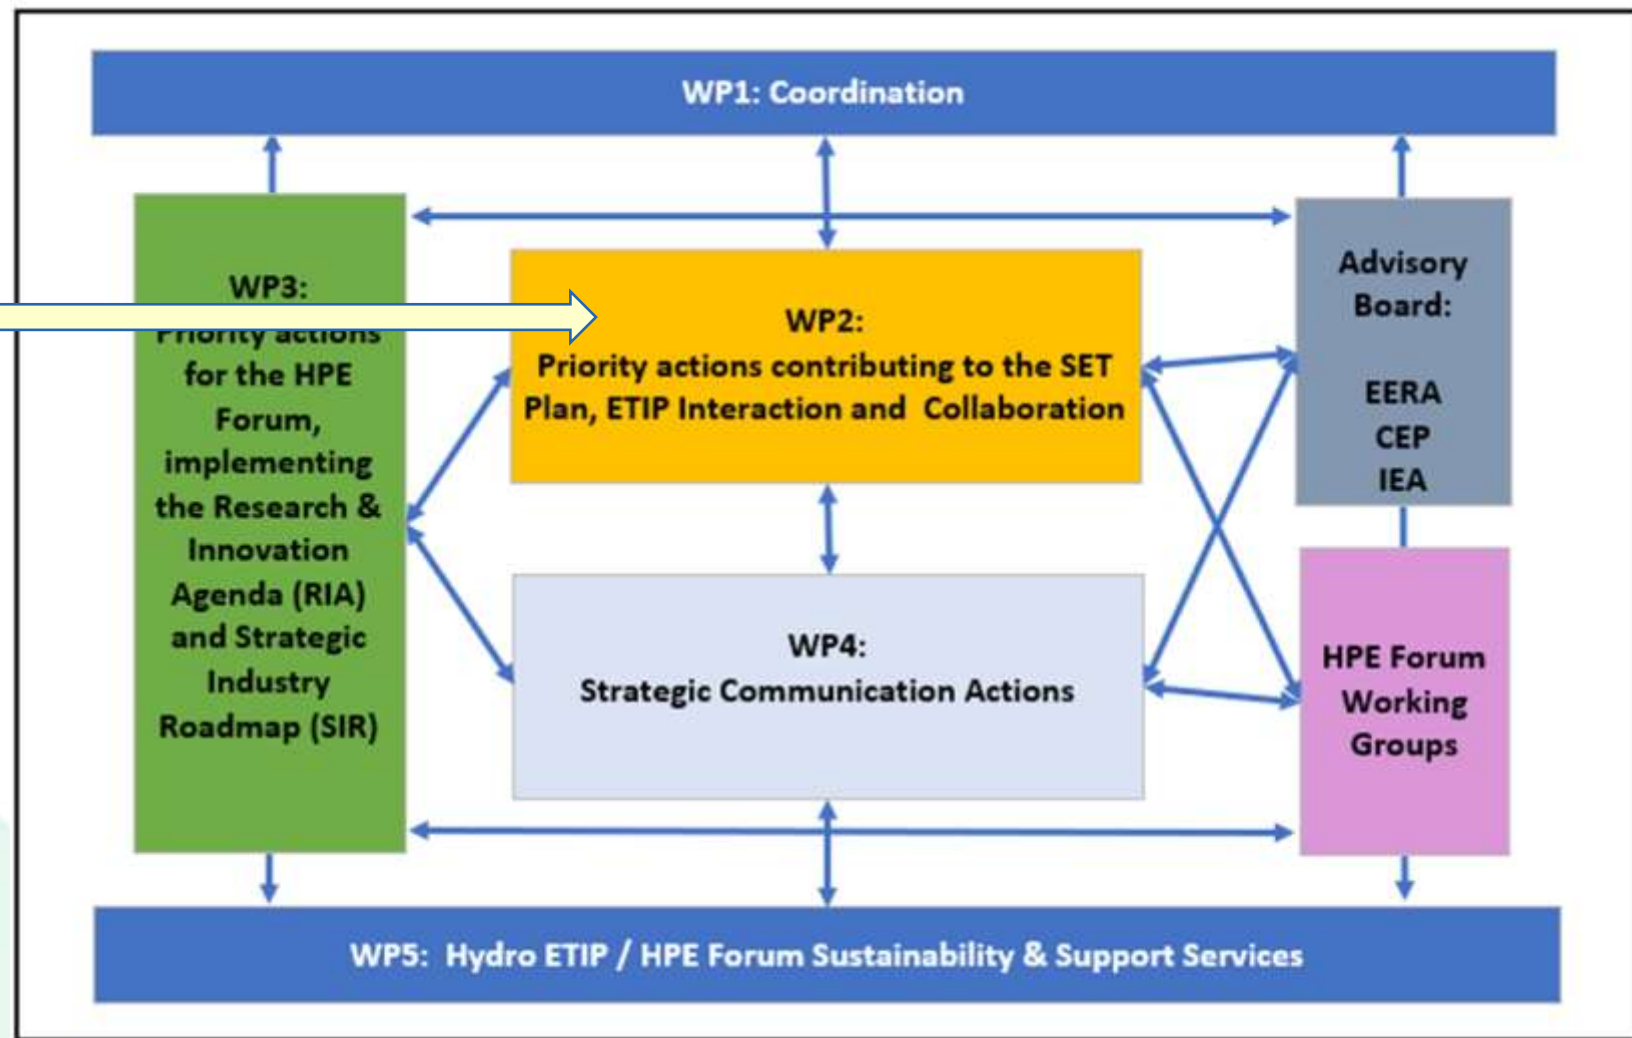 WP1: Coordination
WP3:
Priority actions
for the HPE
Forum,
implementing
the Research &
Innovation
Agenda (RIA)
and Strategic
Industry
Roadmap (SIR)
WP2:
Priority actions contributing to the SET
Plan, ETIP Interaction and Collaboration
WP4:
Strategic Communication Actions
Advisory
Board:
EERA
CEP
IEA
HPE Forum
Working
Groups
WP5: Hydro ETIP / HPE Forum Sustainability & Support Services